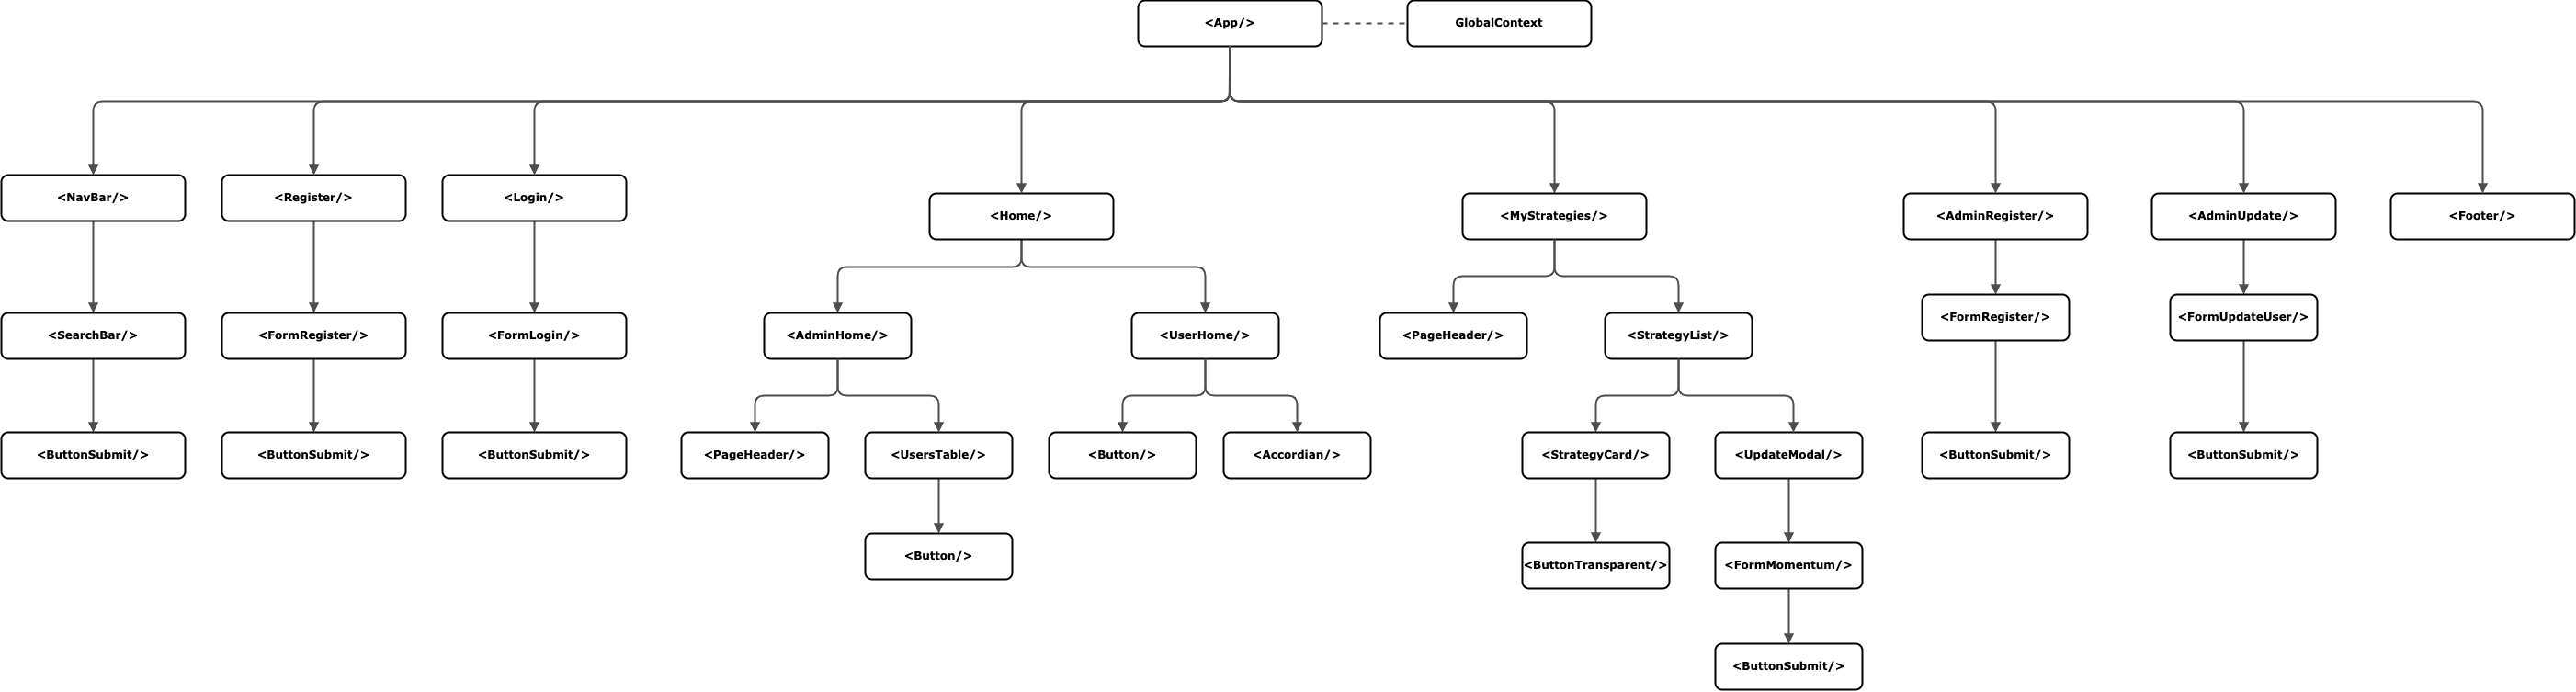 <App/>
GlobalContext
<NavBar/>
<Register/>
<Login/>
<Home/>
<MyStrategies/>
<AdminRegister/>
<AdminUpdate/>
<Footer/>
<SearchBar/>
<FormRegister/>
<FormLogin/>
<AdminHome/>
<UserHome/>
<PageHeader/>
<StrategyList/>
<FormRegister/>
<FormUpdateUser/>
<ButtonSubmit/>
<ButtonSubmit/>
<ButtonSubmit/>
<PageHeader/>
<UsersTable/>
<Button/>
<Accordian/>
<StrategyCard/>
<UpdateModal/>
<ButtonSubmit/>
<ButtonSubmit/>
<Button/>
<ButtonTransparent/>
<FormMomentum/>
<ButtonSubmit/>